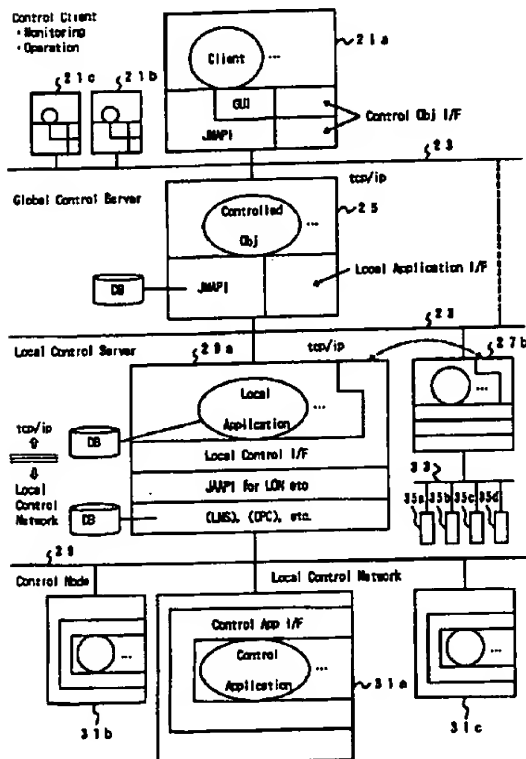 Control Client
・Monitoring
・Operation
21a
21c
21b
Client
...
GUI
JMAPI
Control Obj I/F
23
tcp/ip
Global Control Server
25
Controlled
Obj
...
Local Application I/F
DB
JMAPI
23
Local Control Server
29a
tcp/ip
27b
Local
Application
...
...
DB
tcp/ip
Local Control I/F
33
Local
Control
Network
JAAPI for LON etc
35a
35b
35c
35d
DB
(LNS), (OPC), etc.
29
Control Node
Local Control Network
Control App I/F
...
Control
Application
...
...
31a
31b
31c